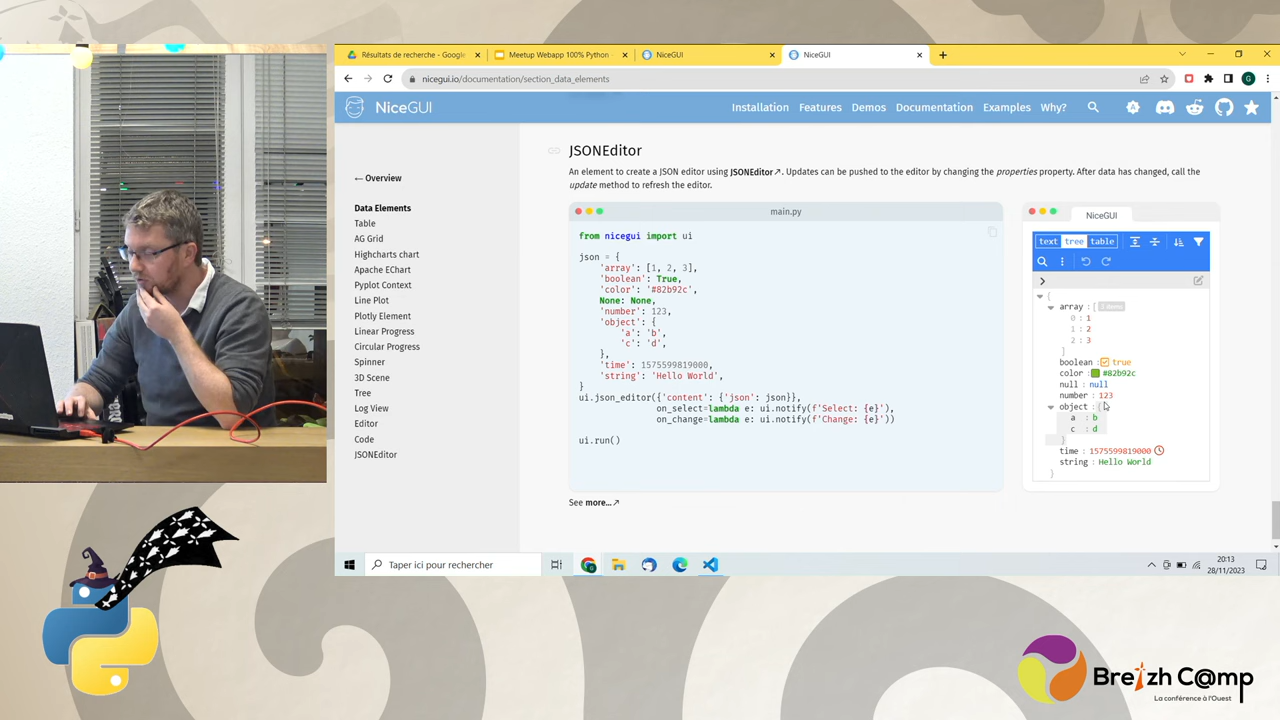 Résultats de recherche - Google
Meetup Webapp 100% Python
NiceGUI
NiceGUI
nicegui.io/documentation/section_data_elements
G
NiceGUI
Installation
Features
Demos
Documentation
Examples
Why?
← Overview
Data Elements
Table
AG Grid
Highcharts chart
Apache EChart
Pyplot Context
Line Plot
Plotly Element
Linear Progress
Circular Progress
Spinner
3D Scene
Tree
Log View
Editor
Code
JSONEditor
JSONEditor
An element to create a JSON editor using JSONEditor↗. Updates can be pushed to the editor by changing the properties property. After data has changed, call the
update method to refresh the editor.
main.py
from nicegui import ui
json = {
'array': [1, 2, 3],
'boolean': True,
'color': '#82b92c',
None: None,
'number': 123,
'object': {
'a': 'b',
'c': 'd',
},
'time': 1575599819000,
'string': 'Hello World',
}
ui.json_editor({'content': {'json': json}},
on_select=lambda e: ui.notify(f'Select: {e}'),
on_change=lambda e: ui.notify(f'Change: {e}'))
ui.run()
See more...↗
NiceGUI
text tree table
{
array : [
0 : 1
1 : 2
2 : 3
]
boolean : true
color : #82b92c
null : null
number : 123
object : {
a : b
c : d
}
time : 1575599819000
string : Hello World
}
Taper ici pour rechercher
20:13
28/11/2023
Breizh C@mp
La conférence à l'Ouest